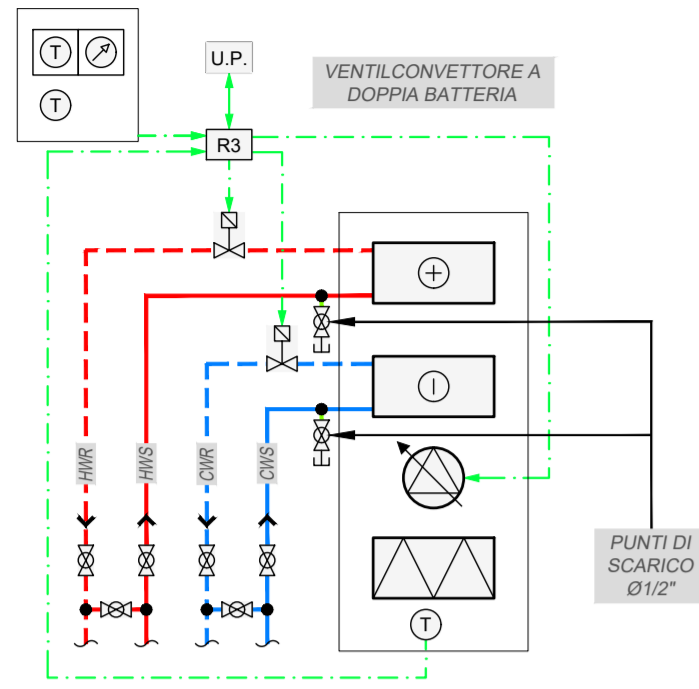 T
T
U.P.
VENTILCONVETTORE A
DOPPIA BATTERIA
R3
HWR
HWS
CWR
CWS
PUNTI DI
SCARICO
Ø1/2"
T